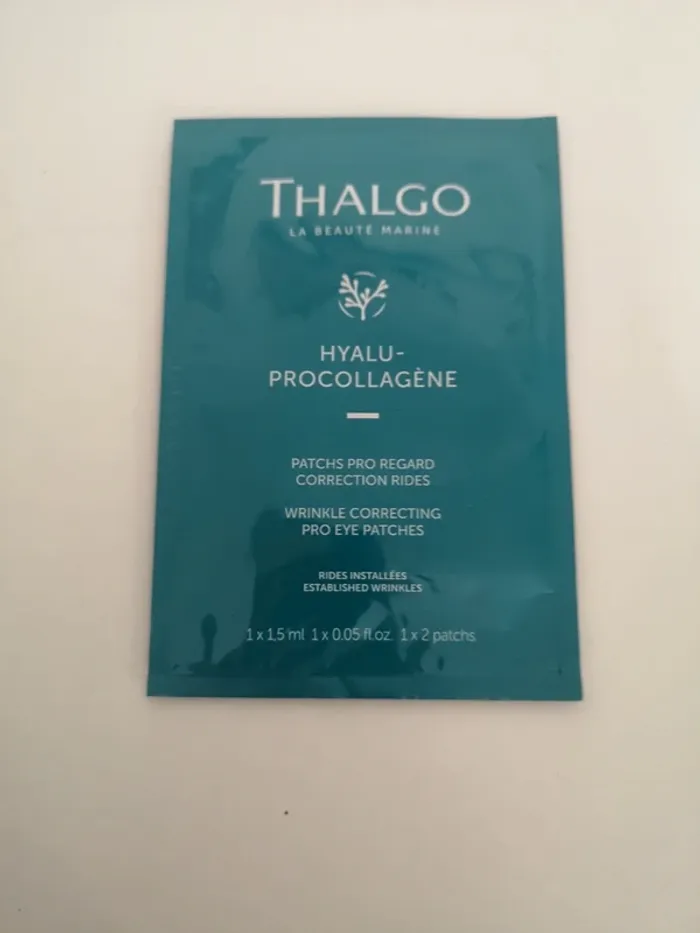 THALGO
LA BEAUTÉ MARINE
HYALU-
PROCOLLAGÈNE
PATCHS PRO REGARD
CORRECTION RIDES
WRINKLE CORRECTING
PRO EYE PATCHES
RIDES INSTALLÉES
ESTABLISHED WRINKLES
1 x 1,5 ml 1 x 0.05 fl.oz. 1 x 2 patchs